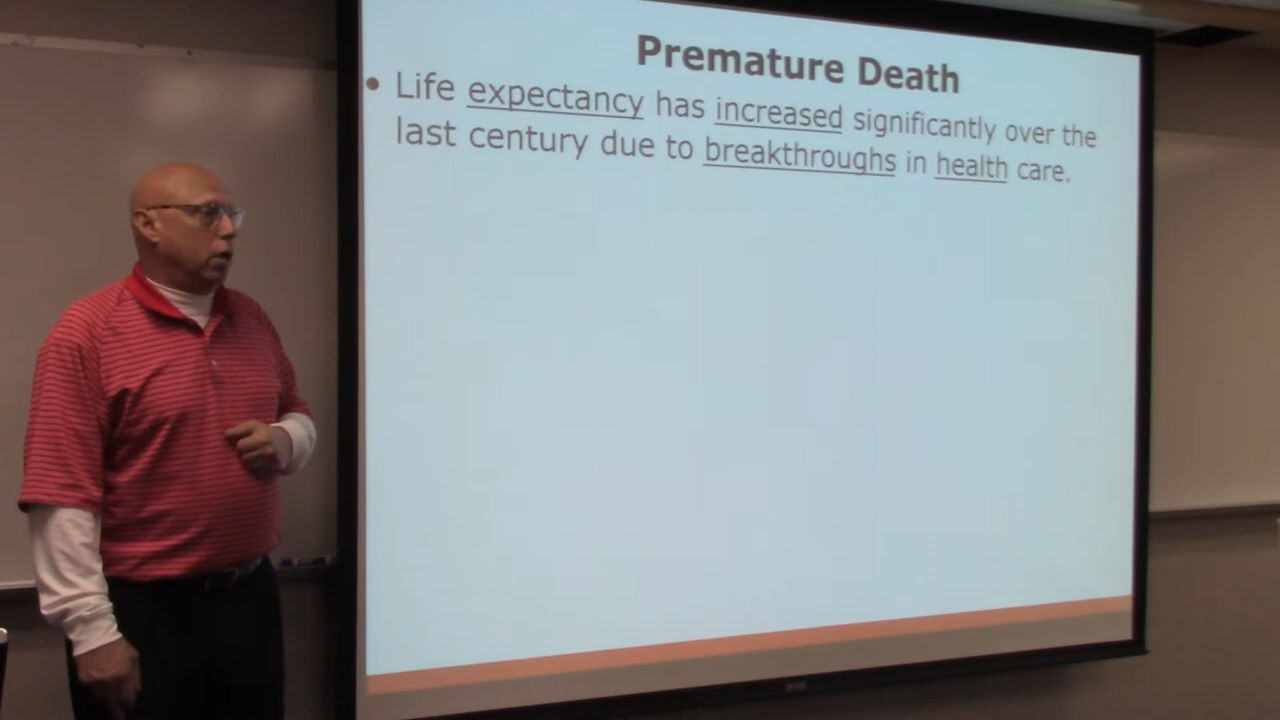 Premature Death
• Life expectancy has increased significantly over the
last century due to breakthroughs in health care.